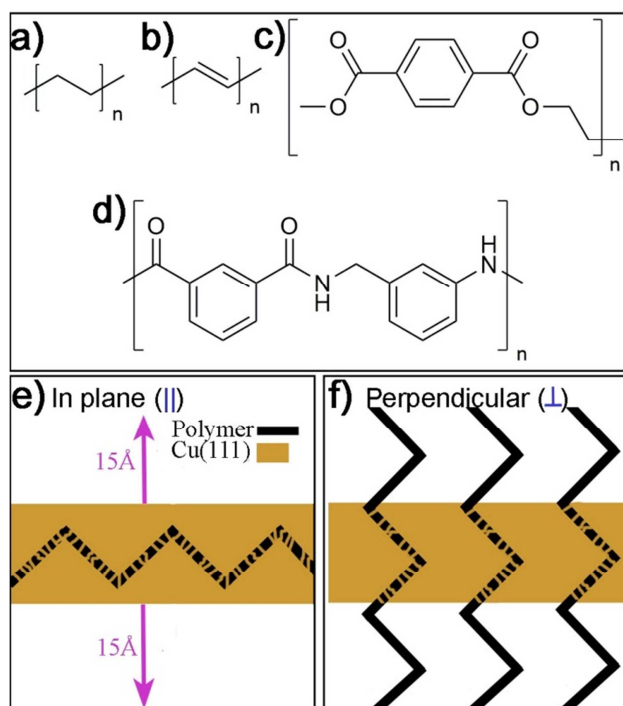 a)
b)
c)
n
n
O
O
O
O
n
d)
O
O
N
H
H
N
n
e) In plane (||)
Polymer
Cu(111)
15Å
15Å
f) Perpendicular (⊥)